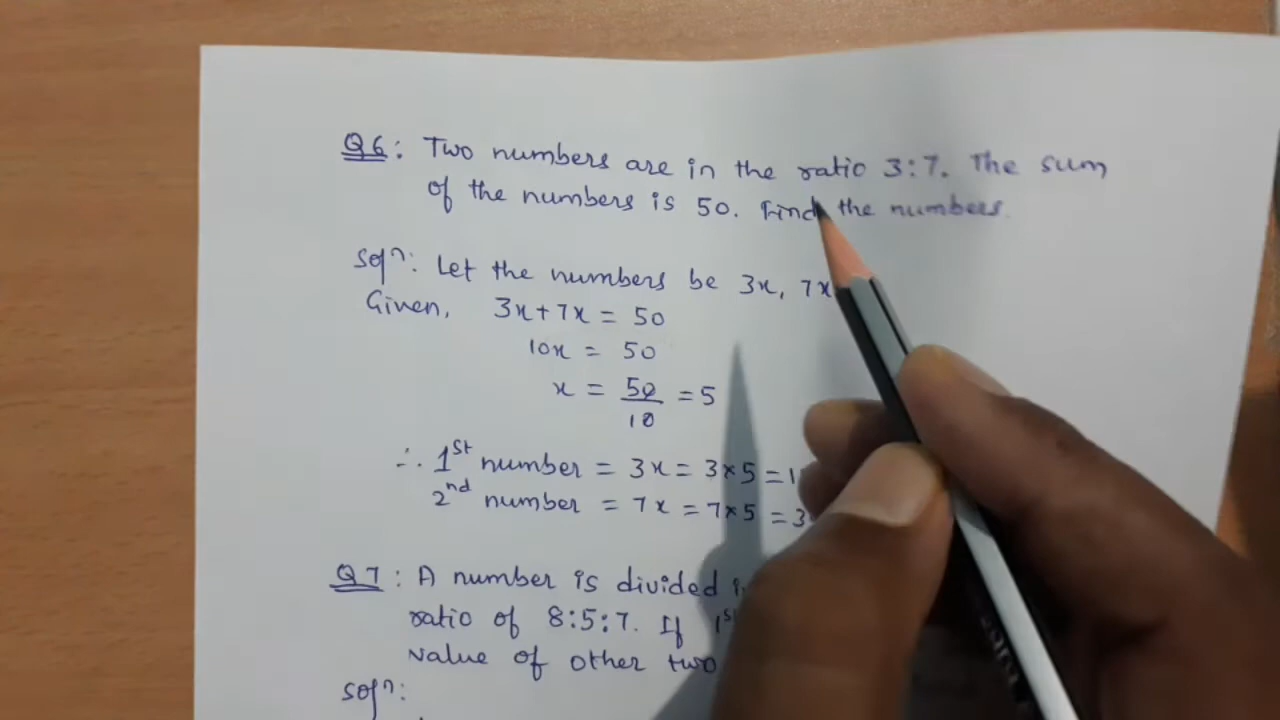 Q6: Two numbers are in the ratio 3:7. The sum
of the numbers is 50. Find the numbers.
Solⁿ: Let the numbers be 3x, 7x
Given, 3x+7x = 50
10x = 50
x = 50/10 = 5
∴ 1st number = 3x = 3×5 = 1
2nd number = 7x = 7×5 = 3
Q7: A number is divided
ratio of 8:5:7. If 1s
value of other two
Solⁿ: